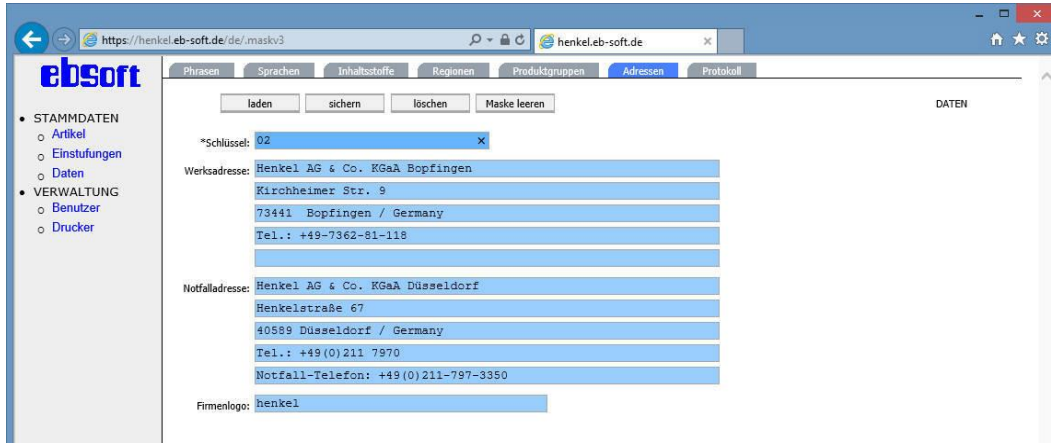 https://henkel.eb-soft.de/de/.maskv3
henkel.eb-soft.de
ebsoft
Phrasen Sprachen Inhaltsstoffe Regionen Produktgruppen Adressen Protokoll
laden sichern löschen Maske leeren
DATEN
STAMMDATEN
Artikel
Einstufungen
Daten
VERWALTUNG
Benutzer
Drucker
*Schlüssel: 02
Werksadresse: Henkel AG & Co. KGaA Bopfingen
Kirchheimer Str. 9
73441 Bopfingen / Germany
Tel.: +49-7362-81-118
Notfalladresse: Henkel AG & Co. KGaA Düsseldorf
Henkelstraße 67
40589 Düsseldorf / Germany
Tel.: +49(0)211 7970
Notfall-Telefon: +49(0)211-797-3350
Firmenlogo: henkel